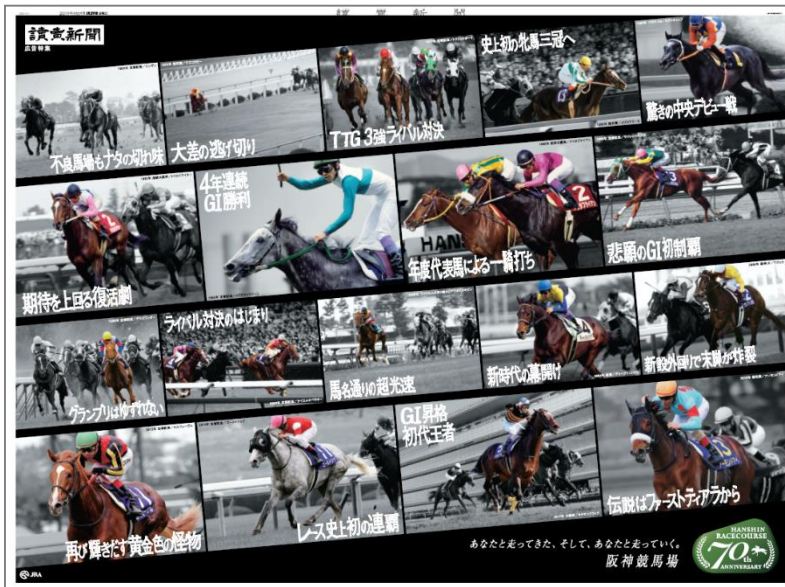 讀賣新聞
讀賣新聞
広告特集
不良馬場もナタの切れ味
大差の逃げ切り
TTG 3強ライバル対決
史上初の牝馬三冠へ
驚きの中央デビュー戦
期待を上回る復活劇
4年連続
GI勝利
年度代表馬による一騎打ち
悲願のGI初制覇
グランプリはゆずれない
ライバル対決のはじまり
馬名通りの超光速
新時代の幕開け
新設外回りで末脚が炸裂
再び輝きだす黄金色の怪物
レース史上初の連覇
GI昇格
初代王者
伝説はファーストティアラから
あなたと走ってきた、そして、あなたと走っていく。
阪神競馬場
HANSHIN
RACECOURSE
70th
ANNIVERSARY
JRA